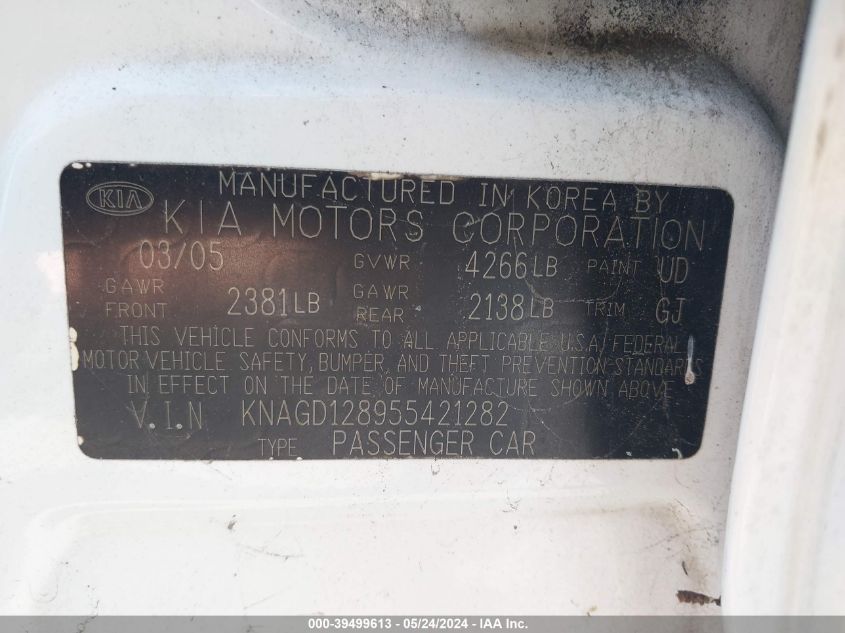 MANUFACTURED IN KOREA BY
KIA
KIA MOTORS CORPORATION
03/05 GVWR 4266LB PAINT UD
GAWR FRONT 2381LB GAWR REAR 2138LB TRIM GJ
THIS VEHICLE CONFORMS TO ALL APPLICABLE U.S.A. FEDERAL
MOTOR VEHICLE SAFETY, BUMPER, AND THEFT PREVENTION STANDARDS
IN EFFECT ON THE DATE OF MANUFACTURE SHOWN ABOVE
V.I.N KNAGD128955421282
TYPE PASSENGER CAR
000-39499613 - 05/24/2024 - IAA Inc.